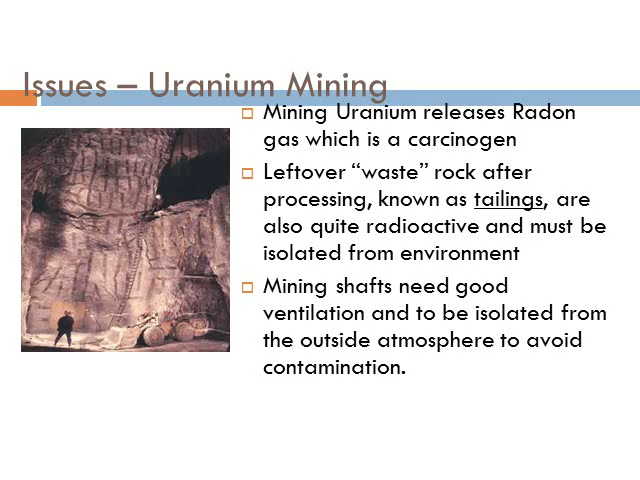 Issues – Uranium Mining
Mining Uranium releases Radon
gas which is a carcinogen
Leftover “waste” rock after
processing, known as tailings, are
also quite radioactive and must be
isolated from environment
Mining shafts need good
ventilation and to be isolated from
the outside atmosphere to avoid
contamination.